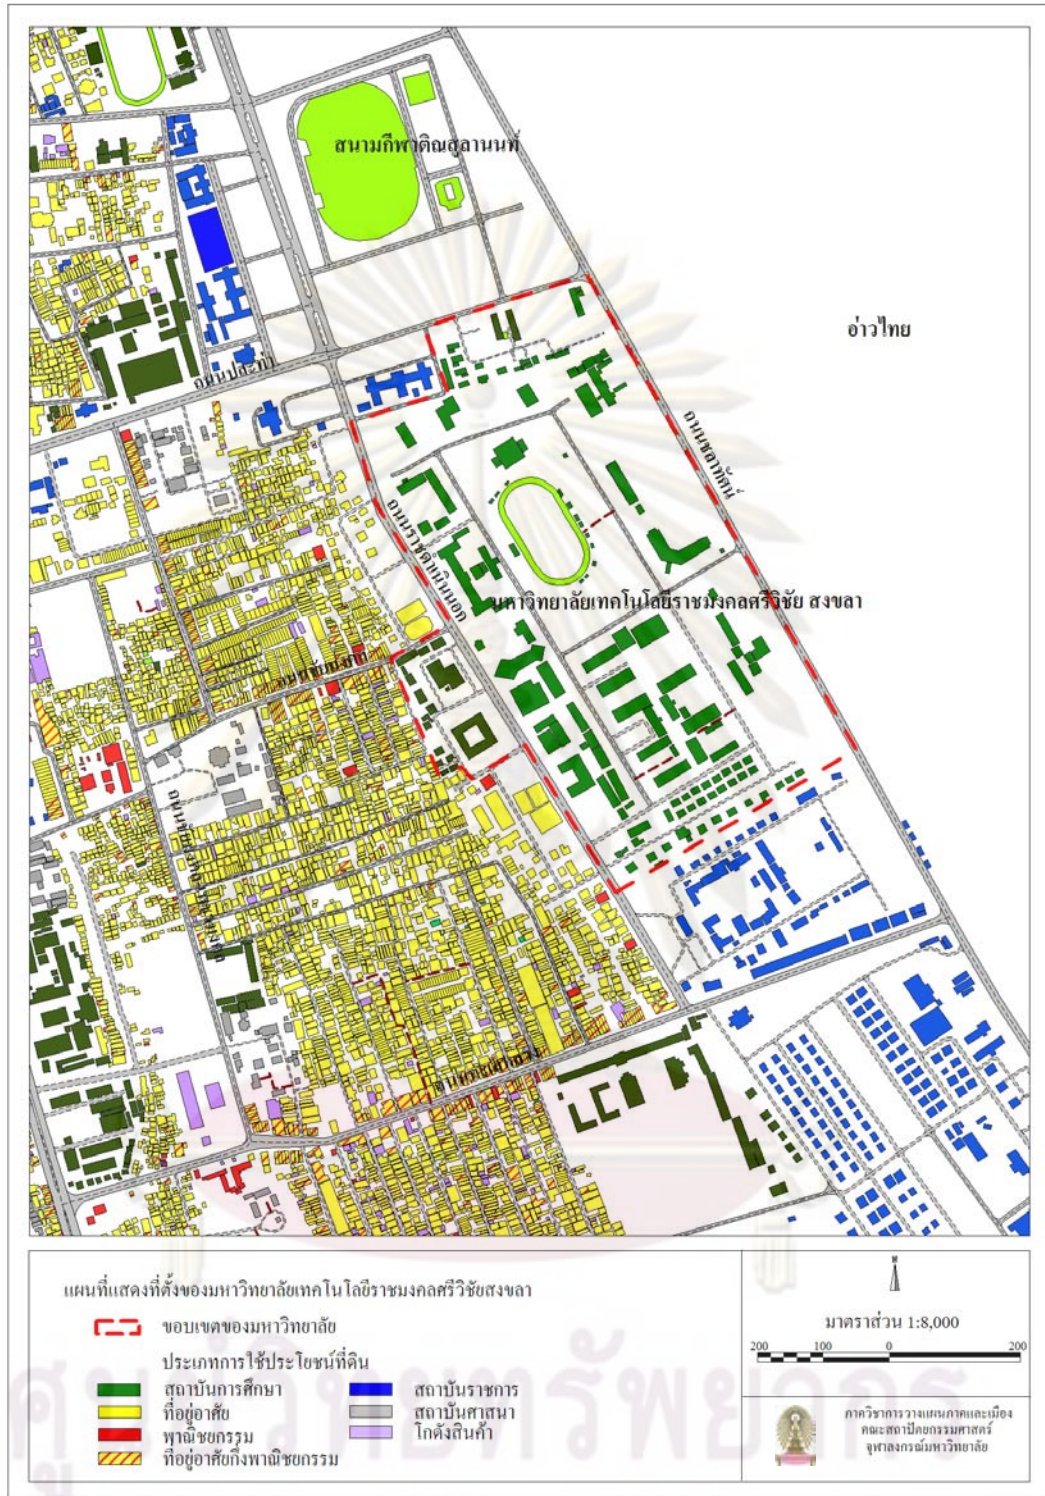 สนามกีฬาติณสูลานนท์
อ่าวไทย
ถนนปละท่า
ถนนชลาทัศน์
ถนนราชดำเนินนอก
มหาวิทยาลัยเทคโนโลยีราชมงคลศรีวิชัย สงขลา
แผนที่แสดงที่ตั้งของมหาวิทยาลัยเทคโนโลยีราชมงคลศรีวิชัยสงขลา
ขอบเขตของมหาวิทยาลัย
ประเภทการใช้ประโยชน์ที่ดิน
สถาบันการศึกษา
ที่อยู่อาศัย
พาณิชยกรรม
ที่อยู่อาศัยกึ่งพาณิชยกรรม
สถาบันราชการ
สถาบันศาสนา
โกดังสินค้า
N
มาตราส่วน 1:8,000
200 100 0 200
ภาควิชาการวางแผนภาคและเมือง
คณะสถาปัตยกรรมศาสตร์
จุฬาลงกรณ์มหาวิทยาลัย
ศูนย์วิทยทรัพยากร